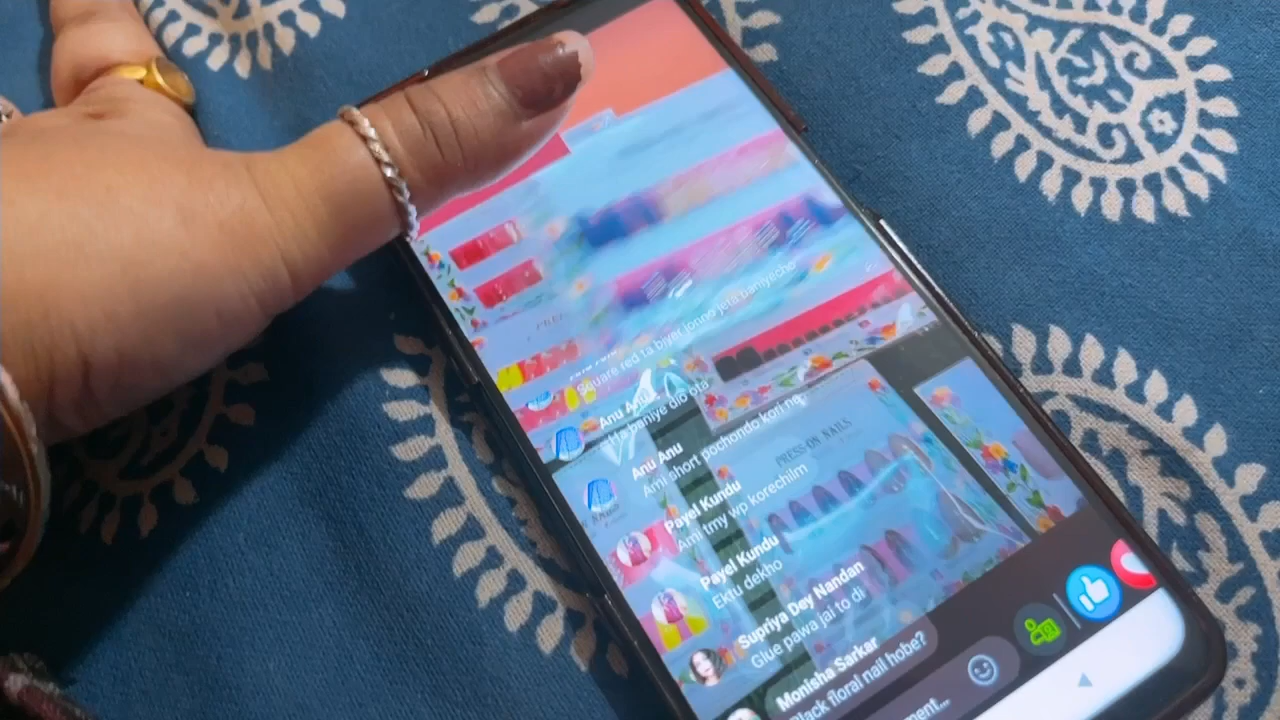 Square red ta biyer jonno jeta baniyecho
Anu Anu
baniye dio ota
Anu Anu
Ami short pochondo kori ne
PRESS-ON NAILS
Payel Kundu
Ami tmy wp korechilm
Payel Kundu
Ektu dekho
Supriya Dey Nandan
Glue pawa jai to di
Monisha Sarkar
Black floral nail hobe?